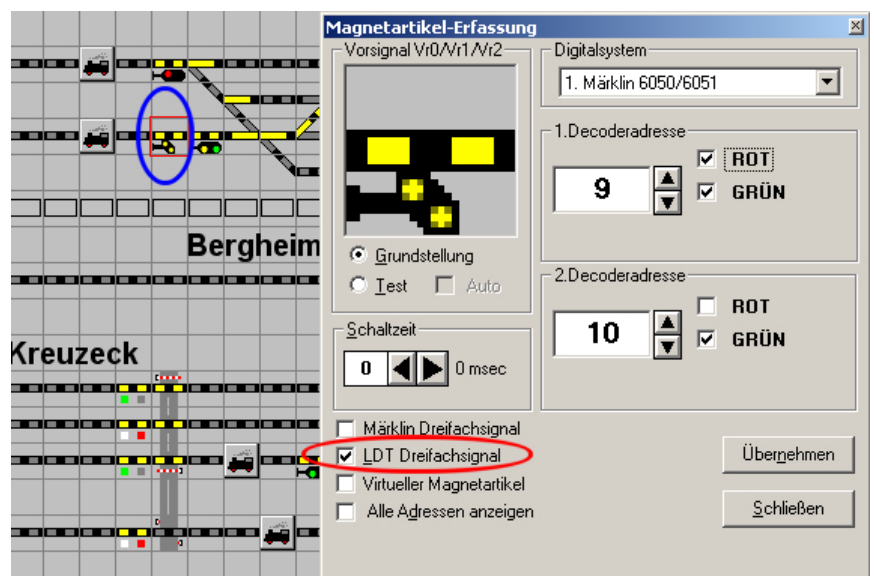 Bergheim
Kreuzeck
Magnetartikel-Erfassung
Vorsignal Vr0/Vr1/Vr2
Grundstellung
Test Auto
Schaltzeit
0 0 msec
Märklin Dreifachsignal
LDT Dreifachsignal
Virtueller Magnetartikel
Alle Adressen anzeigen
Digitalsystem
1. Märklin 6050/6051
1.Decoderadresse
ROT
9
GRÜN
2.Decoderadresse
ROT
10
GRÜN
Übernehmen
Schließen